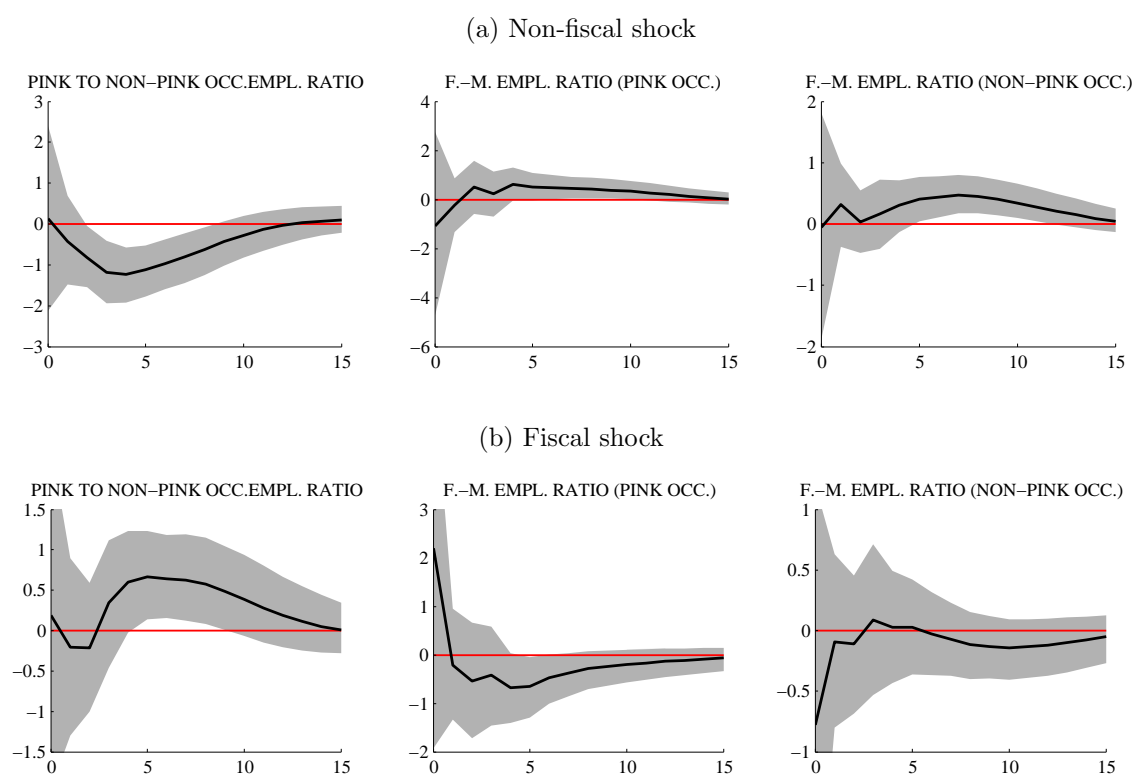 (a) Non-fiscal shock
PINK TO NON−PINK OCC.EMPL. RATIO
3
2
1
0
−1
−2
−3
0 5 10 15
F.−M. EMPL. RATIO (PINK OCC.)
4
2
0
−2
−4
−6
0 5 10 15
F.−M. EMPL. RATIO (NON−PINK OCC.)
2
1
0
−1
−2
0 5 10 15
(b) Fiscal shock
PINK TO NON−PINK OCC.EMPL. RATIO
1.5
1
0.5
0
−0.5
−1
−1.5
0 5 10 15
F.−M. EMPL. RATIO (PINK OCC.)
3
2
1
0
−1
−2
0 5 10 15
F.−M. EMPL. RATIO (NON−PINK OCC.)
1
0.5
0
−0.5
−1
0 5 10 15